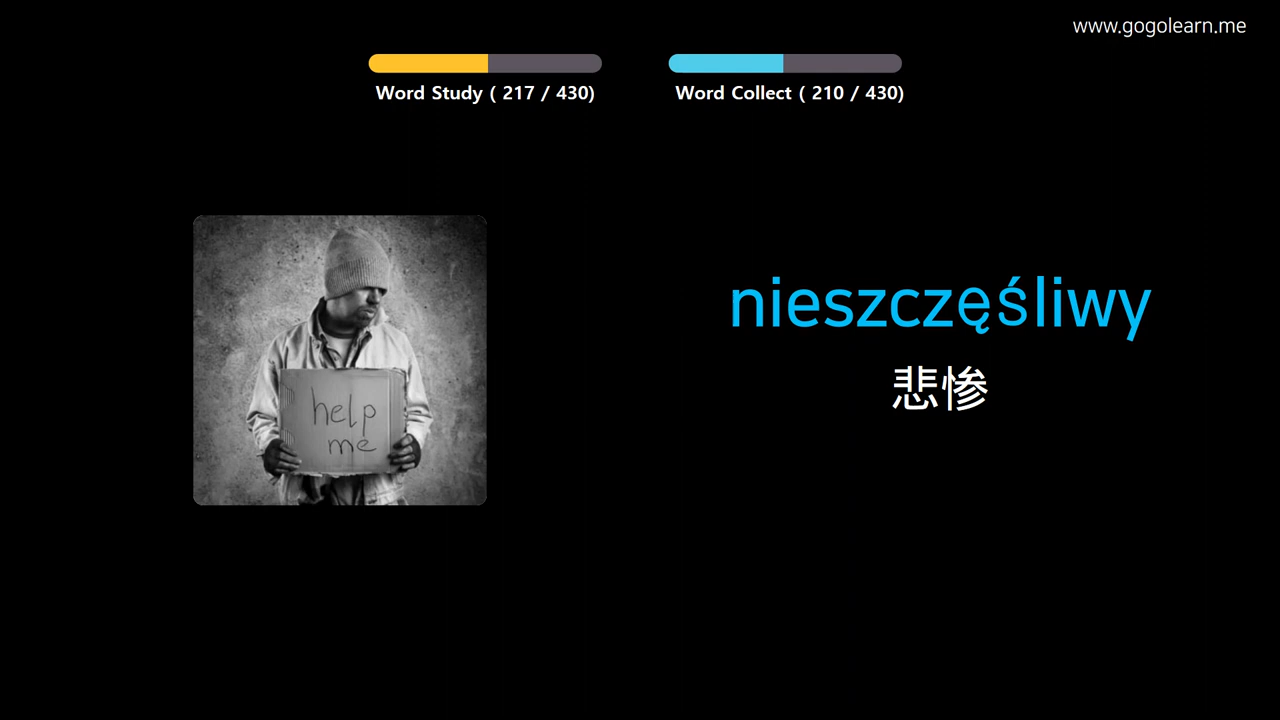 www.gogolearn.me
Word Study ( 217 / 430)
Word Collect ( 210 / 430)
help
me
nieszczęśliwy
悲惨